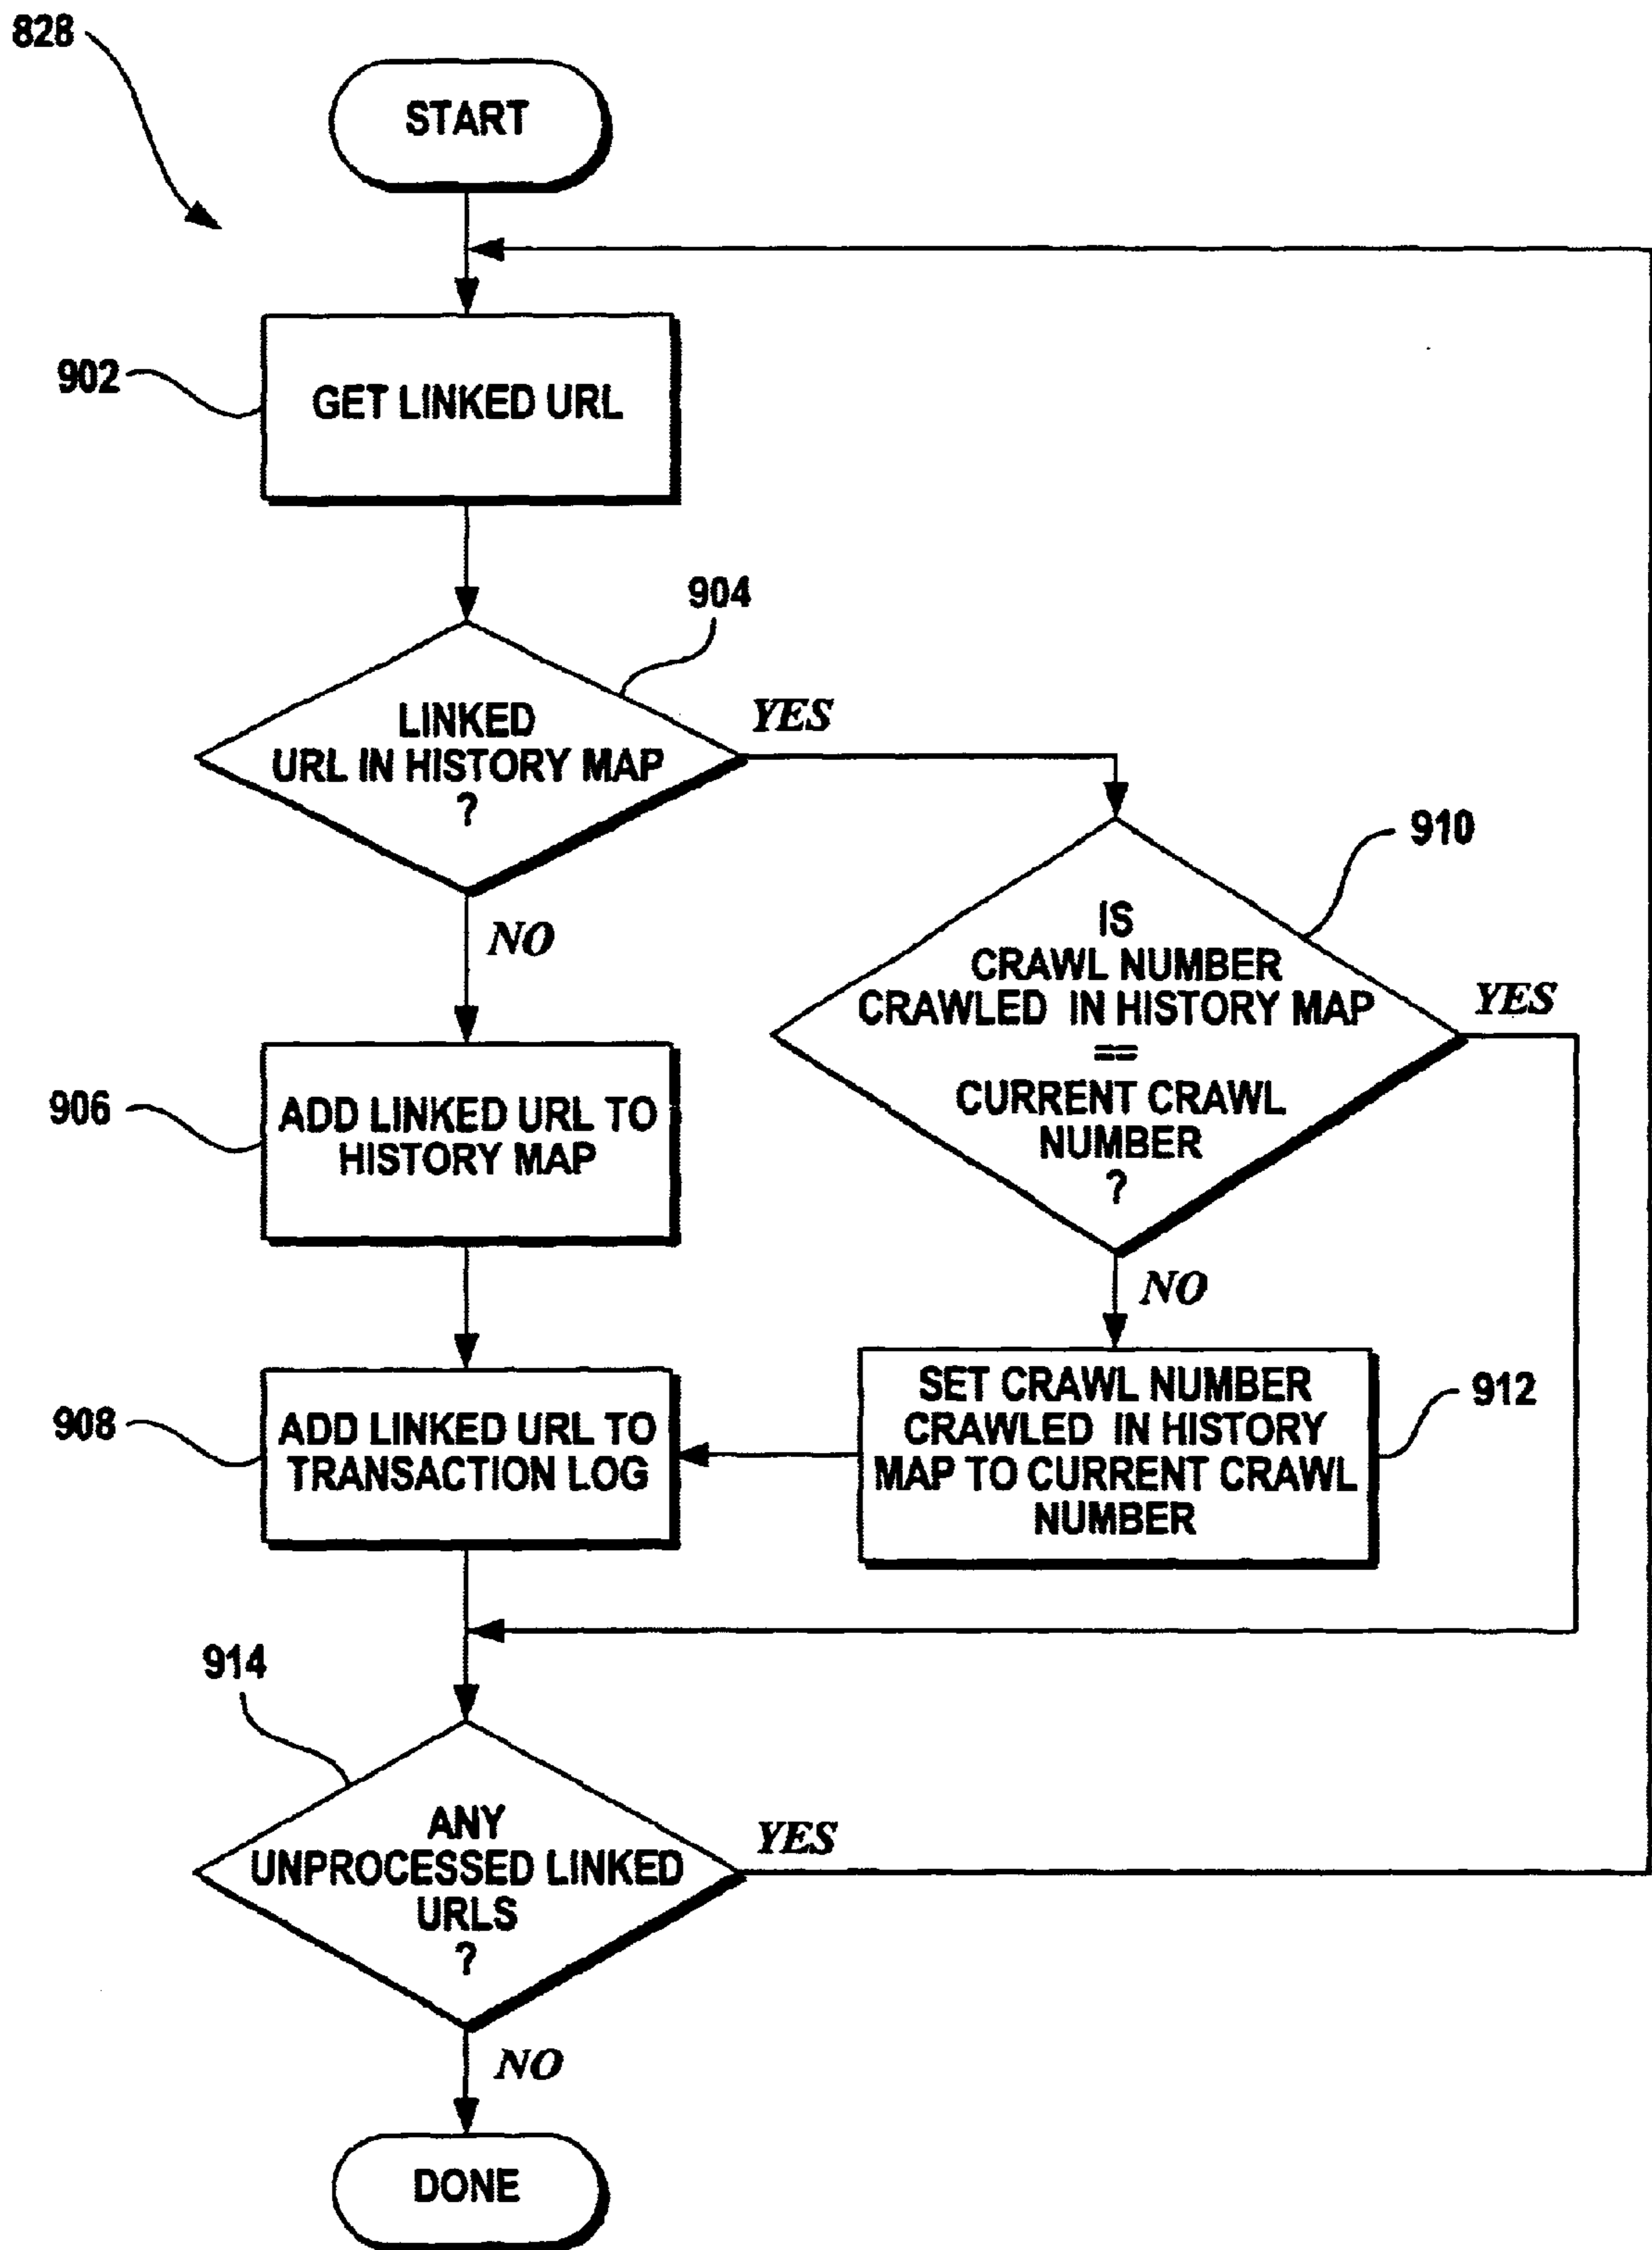 828
START
902
GET LINKED URL
904
LINKED
URL IN HISTORY MAP
?
YES
NO
910
IS
CRAWL NUMBER
CRAWLED IN HISTORY MAP
==
CURRENT CRAWL
NUMBER
?
YES
NO
906
ADD LINKED URL TO
HISTORY MAP
908
ADD LINKED URL TO
TRANSACTION LOG
SET CRAWL NUMBER
CRAWLED IN HISTORY
MAP TO CURRENT CRAWL
NUMBER
912
914
ANY
UNPROCESSED LINKED
URLS
?
YES
NO
DONE